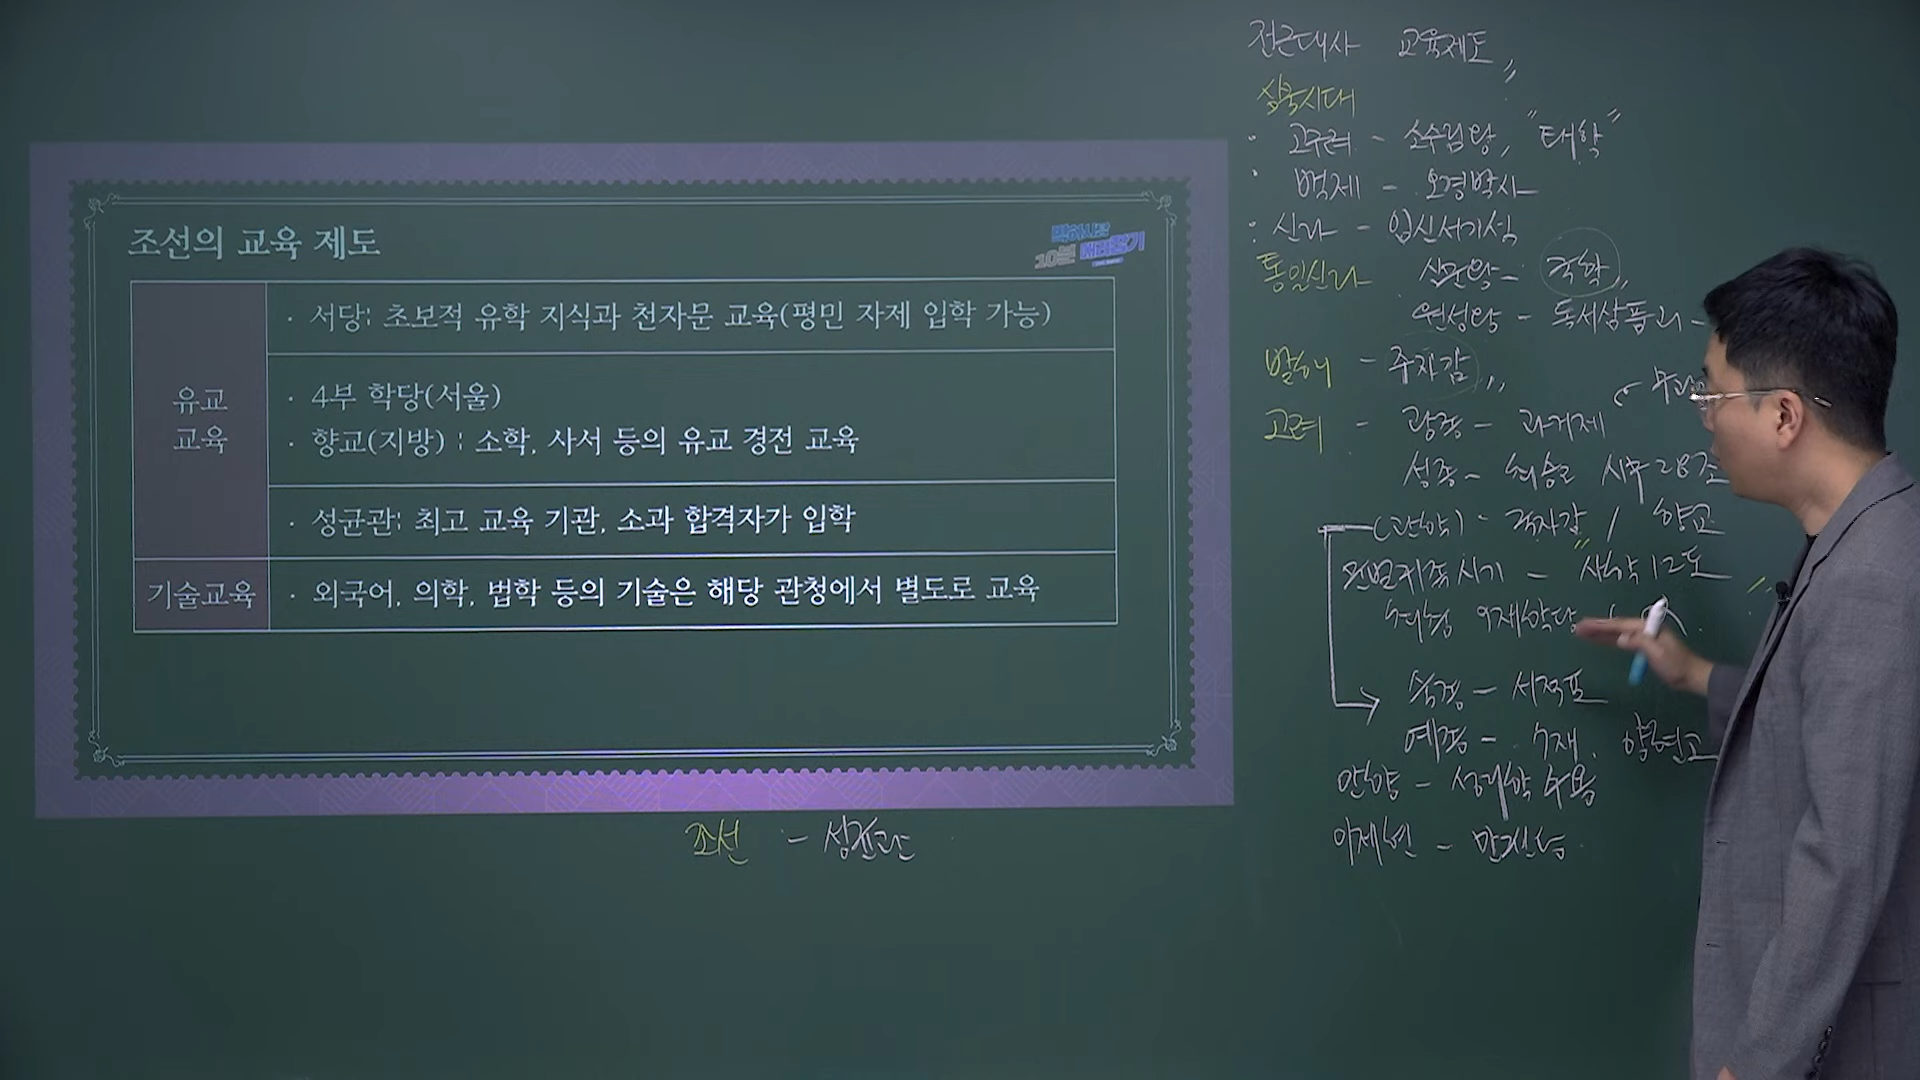 조선의 교육 제도
유교
교육
· 서당: 초보적 유학 지식과 천자문 교육(평민 자제 입학 가능)
· 4부 학당(서울)
· 향교(지방) : 소학, 사서 등의 유교 경전 교육
· 성균관: 최고 교육 기관, 소과 합격자가 입학
기술교육
· 외국어, 의학, 법학 등의 기술은 해당 관청에서 별도로 교육
조선 - 성균관
전근대사 교육제도
삼국시대
· 고구려 - 소수림왕, "태학"
· 백제 - 오경박사
· 신라 - 임신서기석
통일신라 신문왕 - 국학
원성왕 - 독서삼품과 -
발해 - 주자감
고려 - 광종 - 과거제
성종 - 최승로 시무28조
(관학) - 국자감 / 향교
문벌귀족시기 - "사학12도"
최충 9재학당
숙종 - 서적포
예종 - 7재, 양현고
안향 - 성리학 수용
이제현 - 만권당